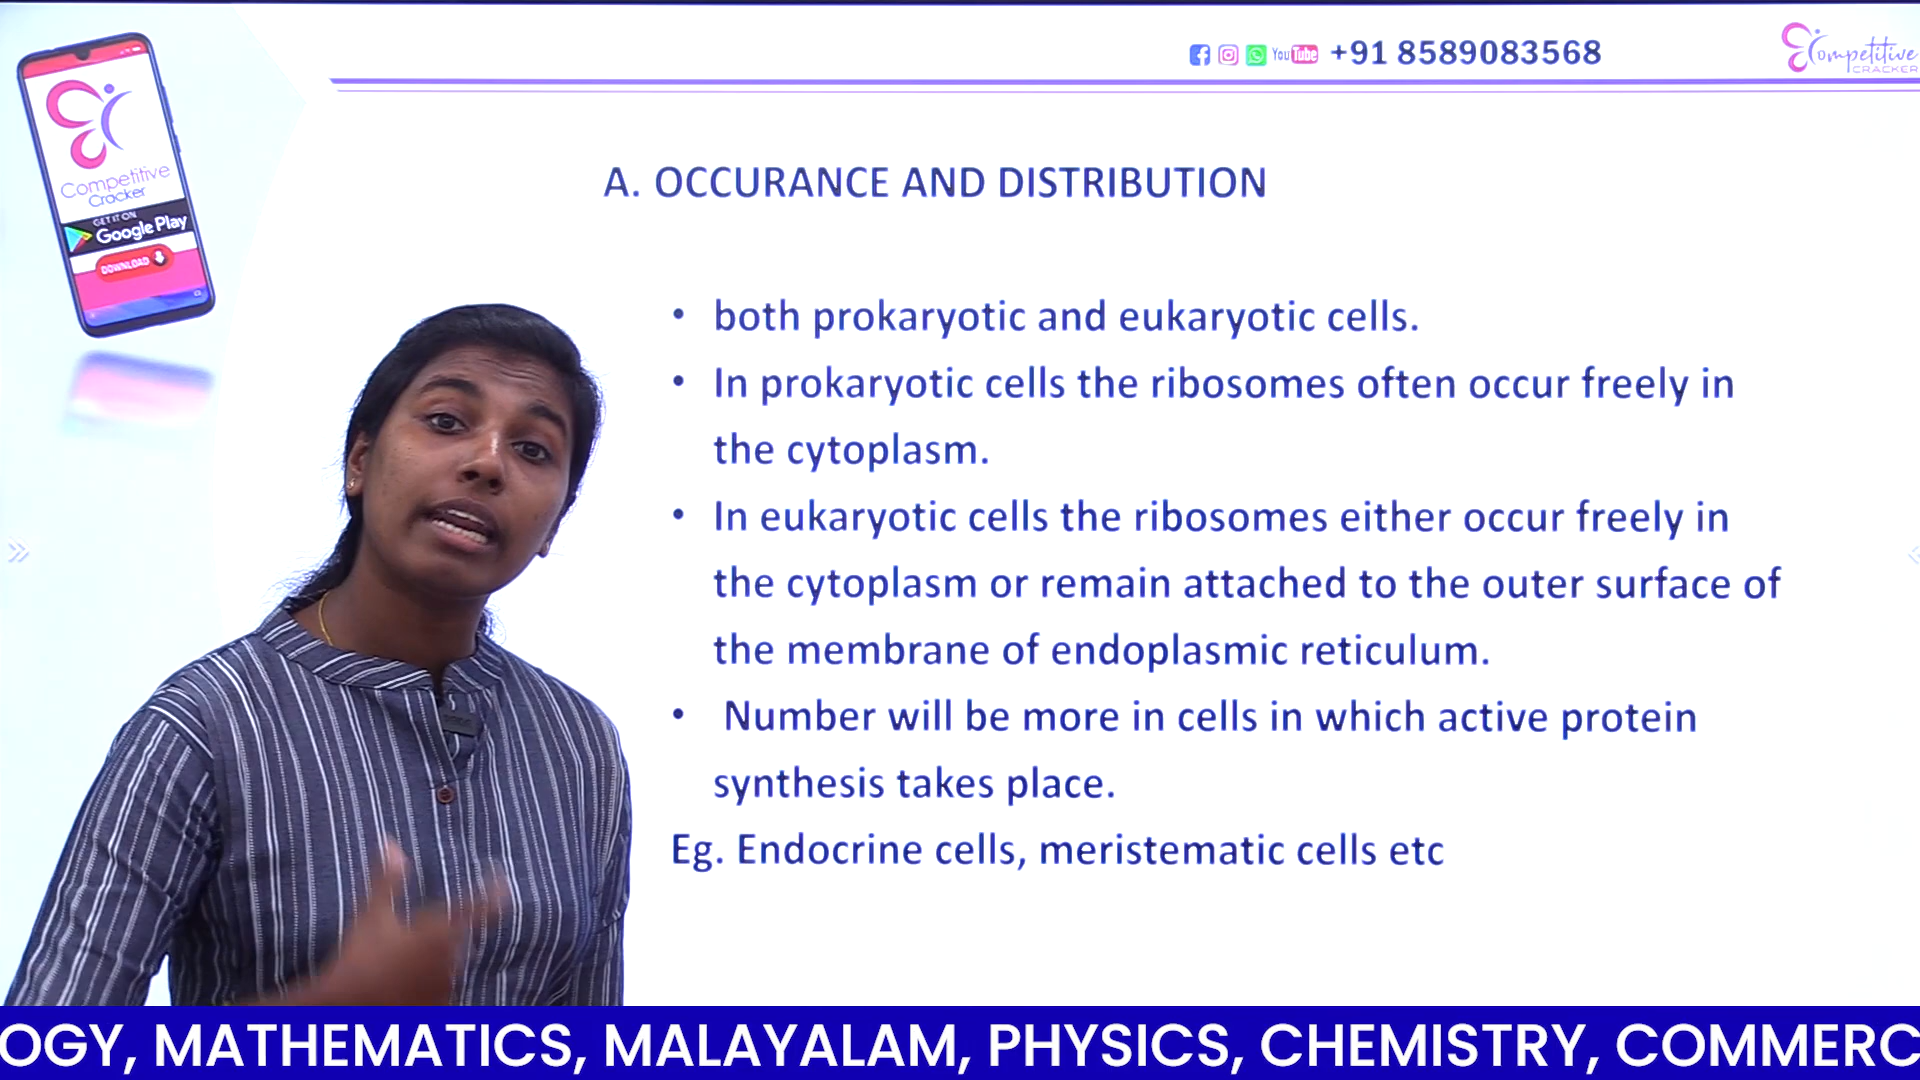 You Tube +91 8589083568
Competitive
CRACKER
Competitive
Cracker
GET IT ON
Google Play
DOWNLOAD
A. OCCURANCE AND DISTRIBUTION
• both prokaryotic and eukaryotic cells.
• In prokaryotic cells the ribosomes often occur freely in
the cytoplasm.
• In eukaryotic cells the ribosomes either occur freely in
the cytoplasm or remain attached to the outer surface of
the membrane of endoplasmic reticulum.
• Number will be more in cells in which active protein
synthesis takes place.
Eg. Endocrine cells, meristematic cells etc
OGY, MATHEMATICS, MALAYALAM, PHYSICS, CHEMISTRY, COMMERC